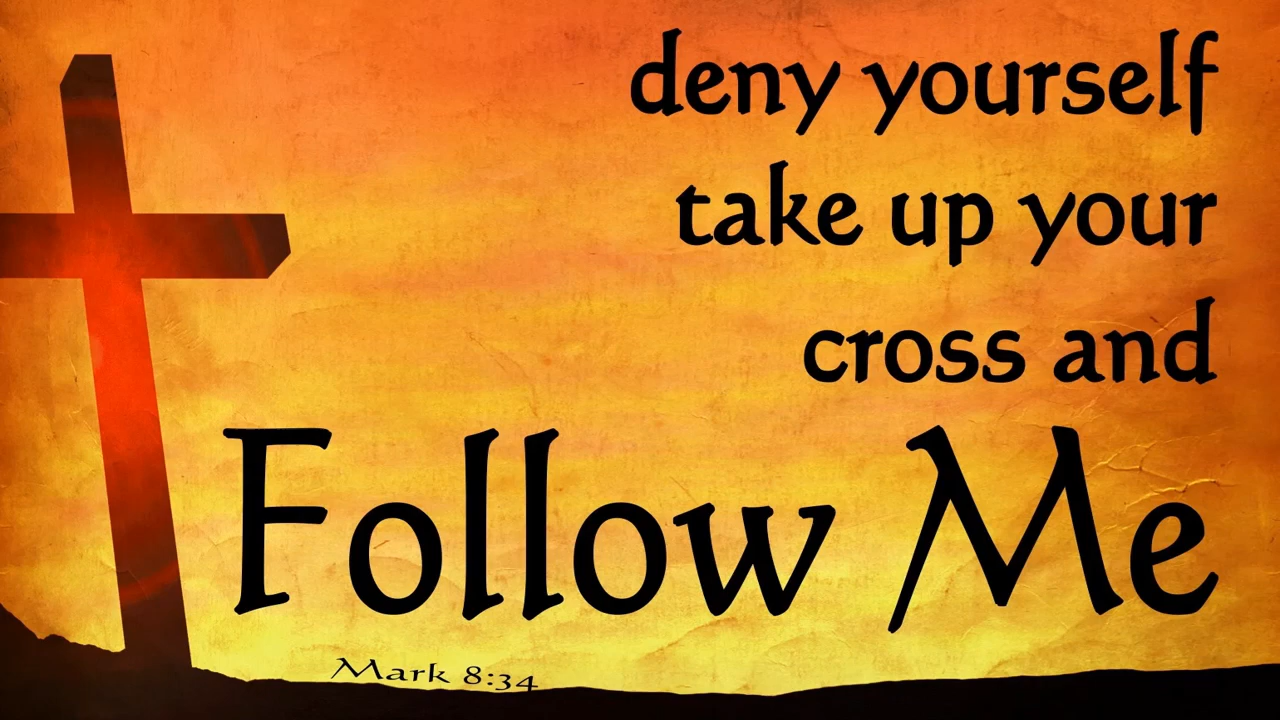 deny yourself
take up your
cross and
Follow Me
Mark 8:34